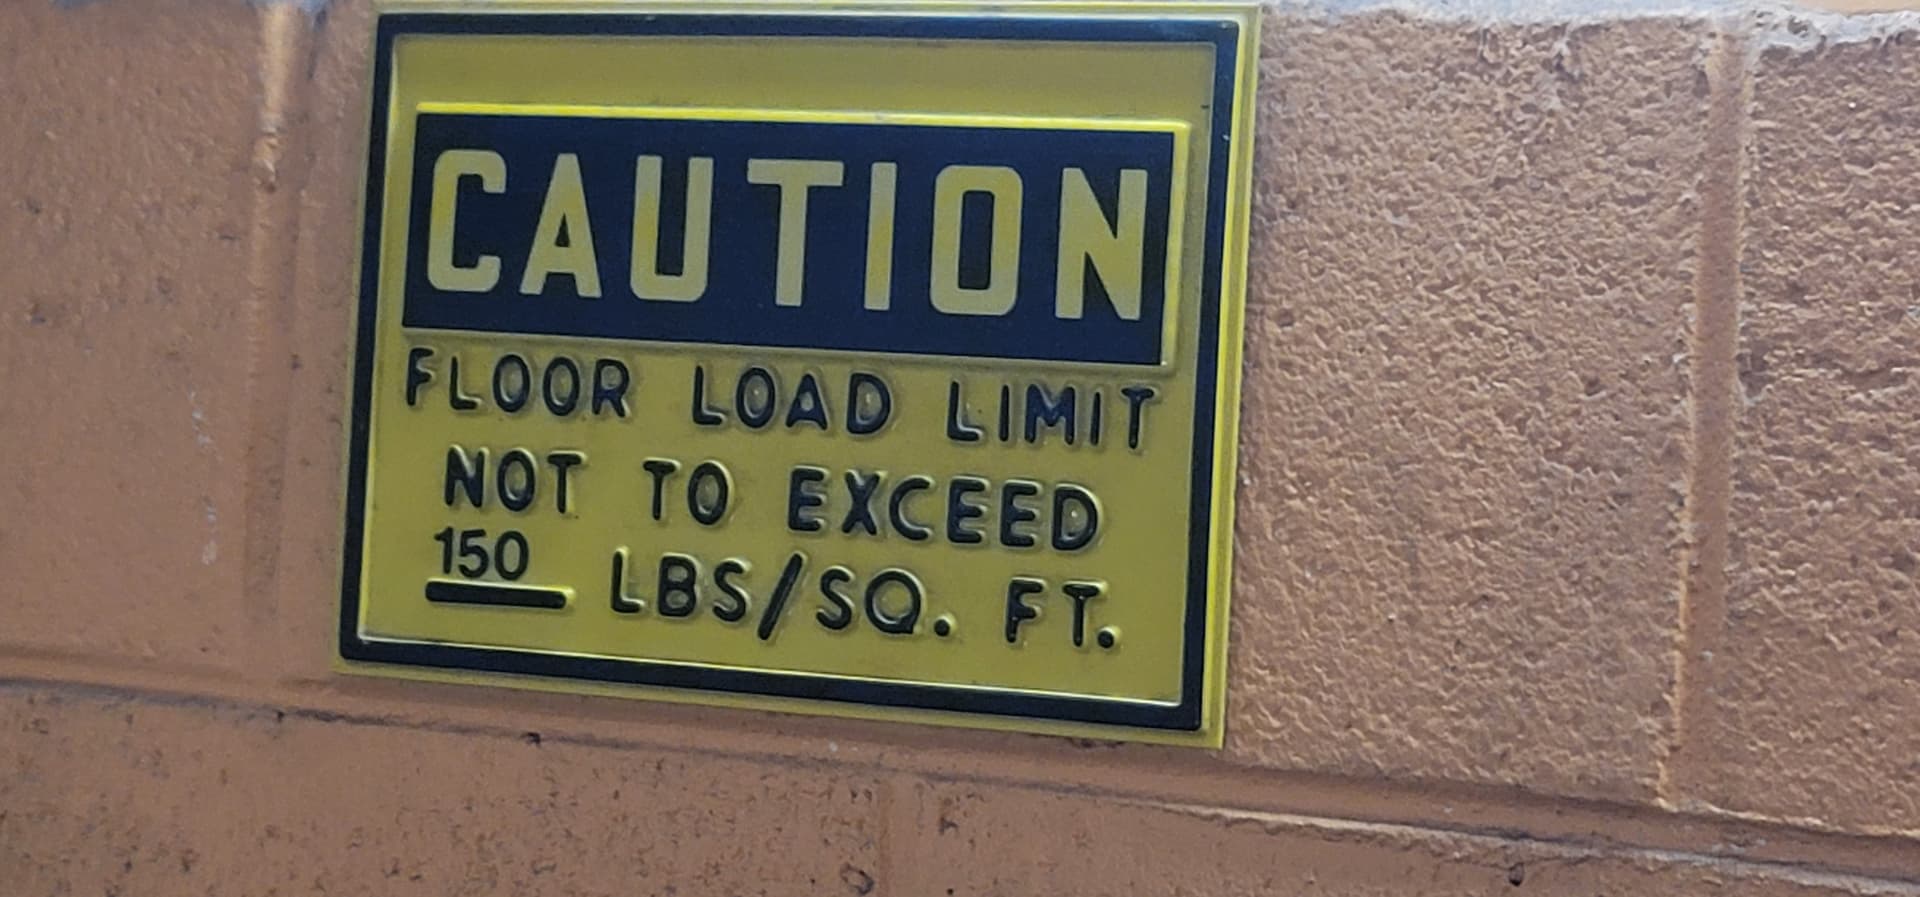 CAUTION
FLOOR LOAD LIMIT
NOT TO EXCEED
150 LBS/SQ. FT.